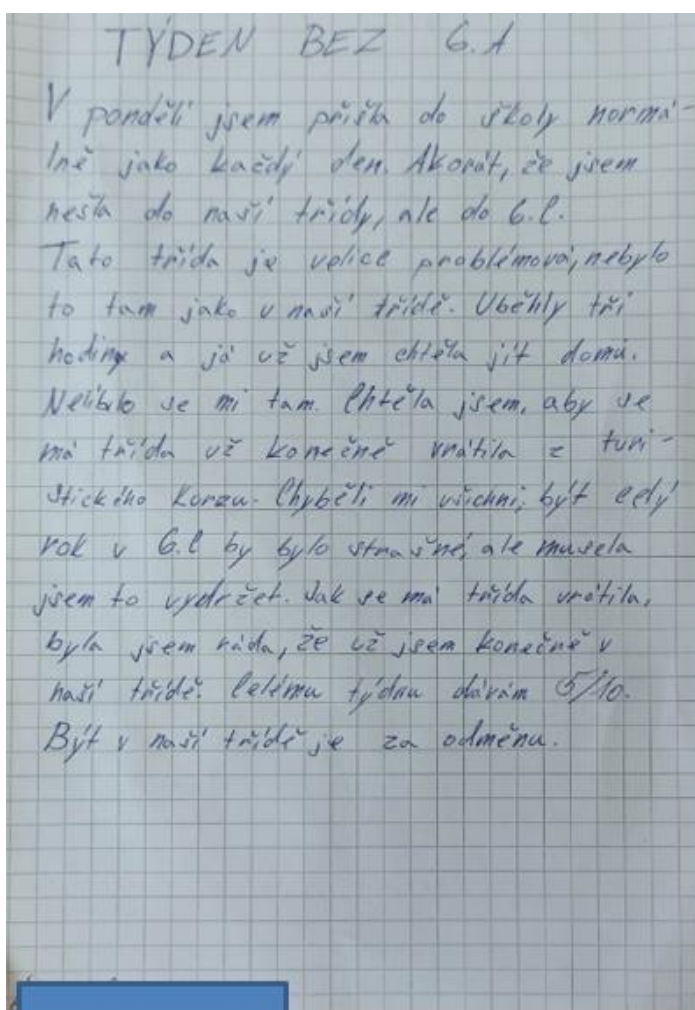 TÝDEN BEZ 6.A
V pondělí jsem přišla do školy normá-
lně jako každý den. Akorát, že jsem
nešla do naší třídy, ale do 6.C.
Tato třída je velice problémová, nebylo
to tam jako v naší třídě. Uběhly tři
hodiny a já už jsem chtěla jít domů.
Nelíbilo se mi tam. Chtěla jsem, aby se
má třída už konečně vrátila z turi-
stického Korzu. Chyběli mi všichni, být celý
rok v 6.C by bylo strašné, ale musela
jsem to vydržet. Jak se má třída vrátila,
byla jsem ráda, že už jsem konečně v
naší třídě. Celému týdnu dávám 5/10.
Být v naší třídě je za odměnu.